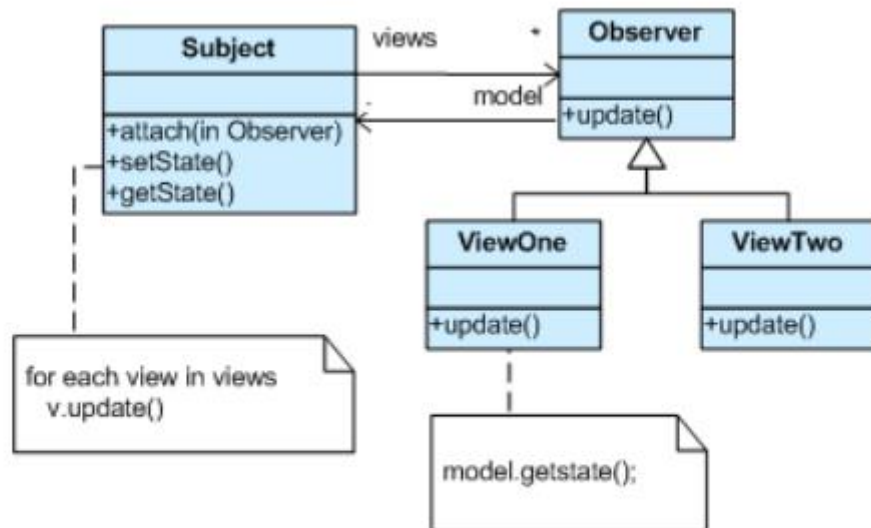 Subject
+attach(in Observer)
+setState()
+getState()
views
*
model
Observer
+update()
ViewOne
+update()
ViewTwo
+update()
for each view in views
v.update()
model.getstate();